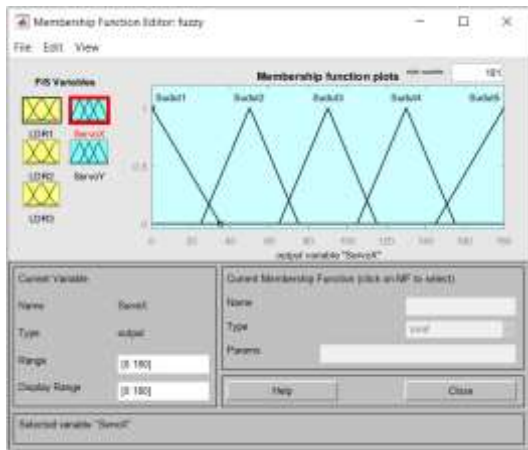 Membership Function Editor: fuzzy
File Edit View
FIS Variables
LDR1
ServoX
LDR2
ServoY
LDR3
Membership function plots
181
Sudut1 Sudut2 Sudut3 Sudut4 Sudut5
1
0.5
0
0 20 40 60 80 100 120 140 160 180
output variable "ServoX"
Current Variable
Name ServoX
Type output
Range [0 180]
Display Range [0 180]
Current Membership Function (click on MF to select)
Name
Type
Params
Help Close
Selected variable "ServoX"